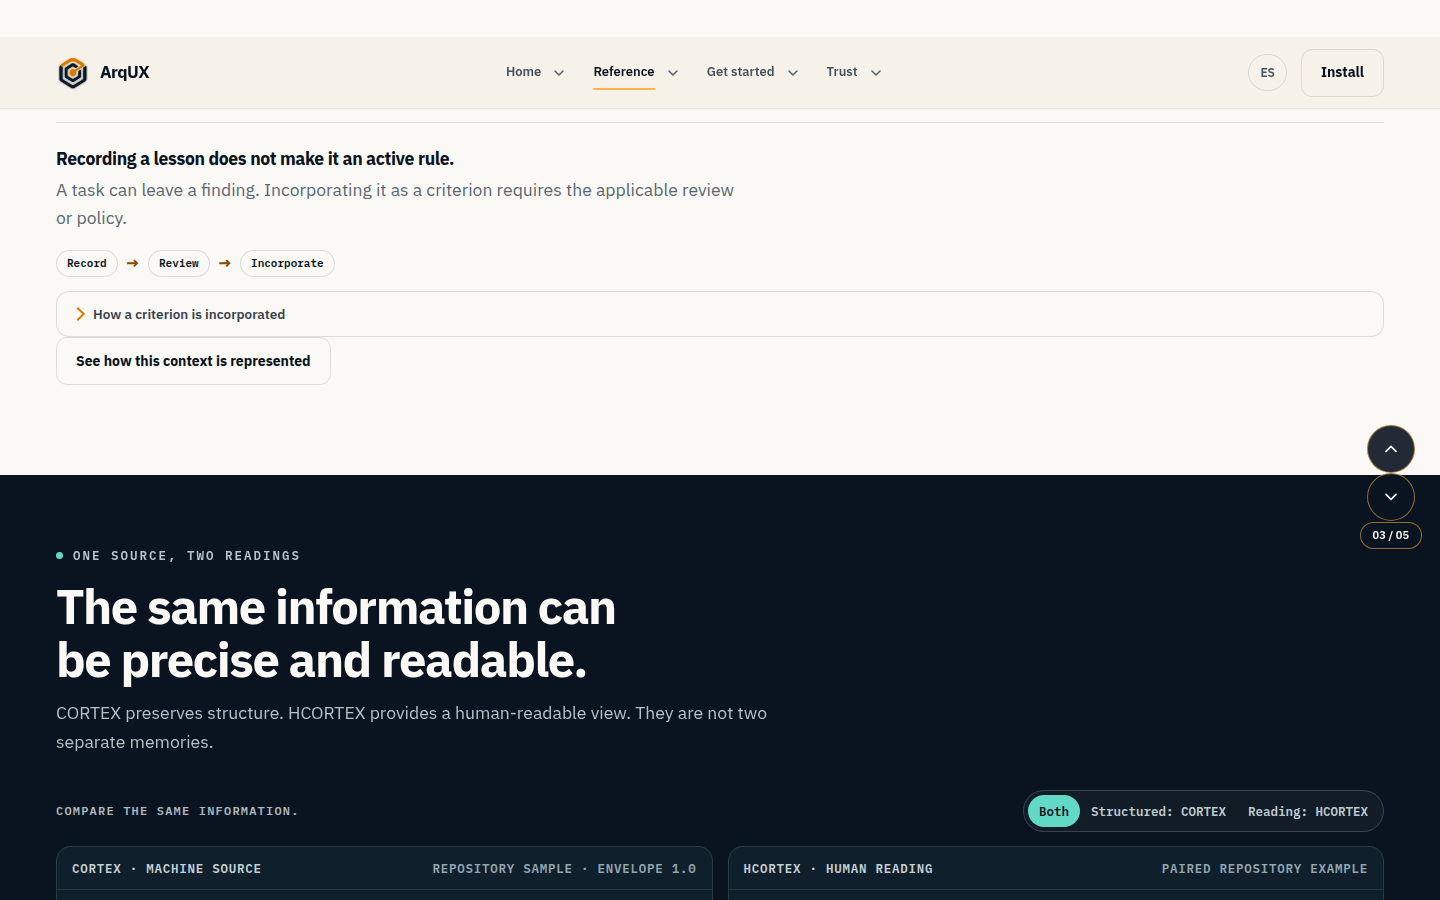 ArqUX
Home
Reference
Get started
Trust
ES
Install
Recording a lesson does not make it an active rule.
A task can leave a finding. Incorporating it as a criterion requires the applicable review
or policy.
Record → Review → Incorporate
How a criterion is incorporated
See how this context is represented
03 / 05
ONE SOURCE, TWO READINGS
The same information can
be precise and readable.
CORTEX preserves structure. HCORTEX provides a human-readable view. They are not two
separate memories.
COMPARE THE SAME INFORMATION.
Both
Structured: CORTEX
Reading: HCORTEX
CORTEX · MACHINE SOURCE
REPOSITORY SAMPLE · ENVELOPE 1.0
HCORTEX · HUMAN READING
PAIRED REPOSITORY EXAMPLE